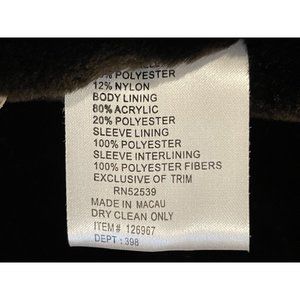 % POLYESTER
12% NYLON
BODY LINING
80% ACRYLIC
20% POLYESTER
SLEEVE LINING
100% POLYESTER
SLEEVE INTERLINING
100% POLYESTER FIBERS
EXCLUSIVE OF TRIM
RN52539
MADE IN MACAU
DRY CLEAN ONLY
ITEM# 126967
DEPT: 398